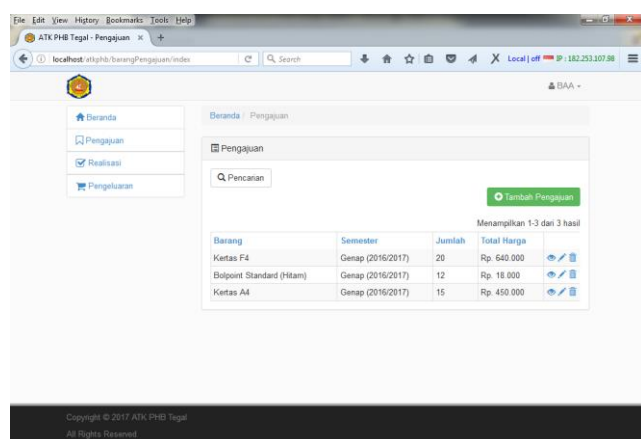 File Edit View History Bookmarks Tools Help
ATK PHB Tegal - Pengajuan × +
localhost/atkphb/barangPengajuan/index Search Local | off IP : 182.253.107.98
BAA
Beranda
Pengajuan
Realisasi
Pengeluaran
Beranda / Pengajuan
Pengajuan
Pencarian
Tambah Pengajuan
Menampilkan 1-3 dari 3 hasil
Barang Semester Jumlah Total Harga
Kertas F4 Genap (2016/2017) 20 Rp. 640.000
Bolpoint Standard (Hitam) Genap (2016/2017) 12 Rp. 18.000
Kertas A4 Genap (2016/2017) 15 Rp. 450.000
Copyright © 2017 ATK PHB Tegal
All Rights Reserved